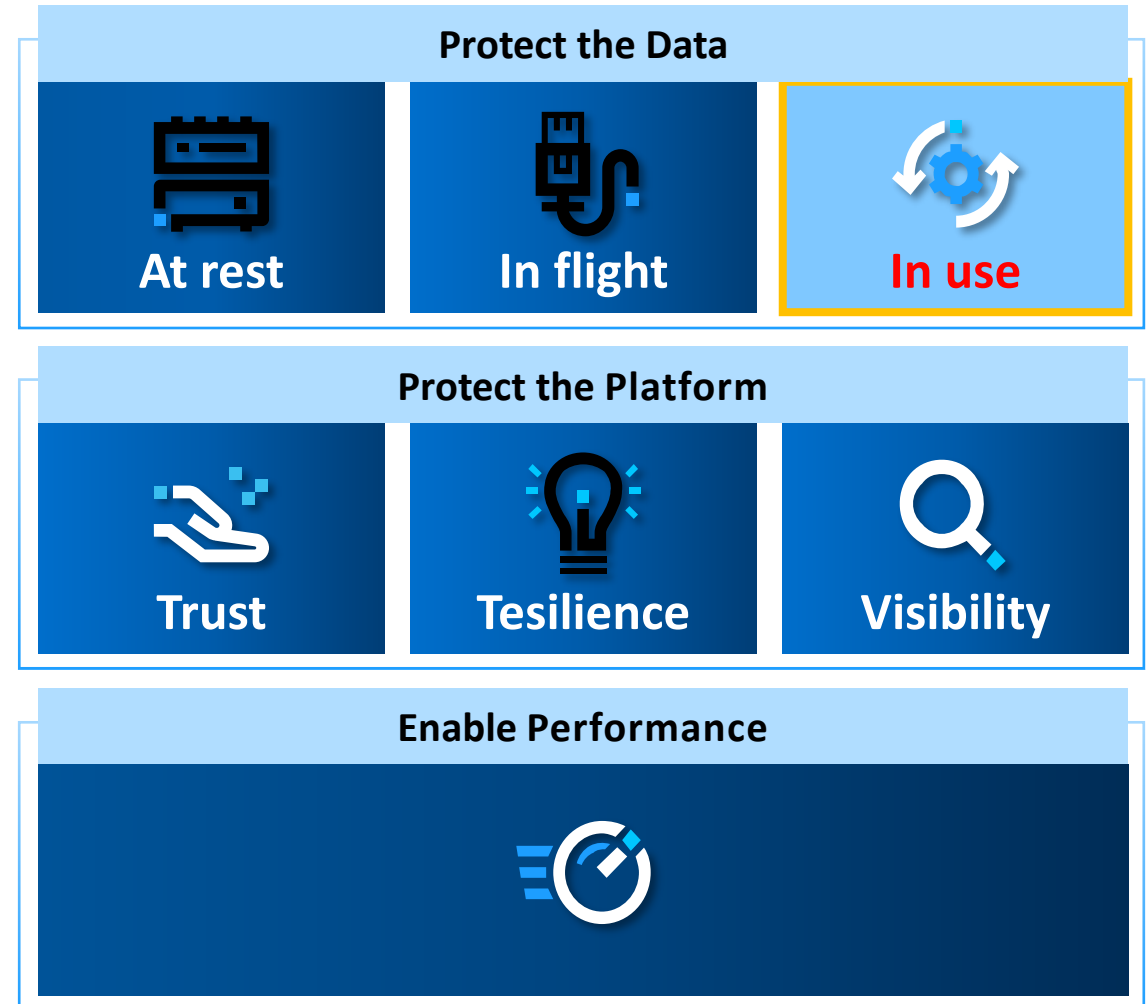 Protect the Data
At rest
In flight
In use
Protect the Platform
Trust
Tesilience
Visibility
Enable Performance